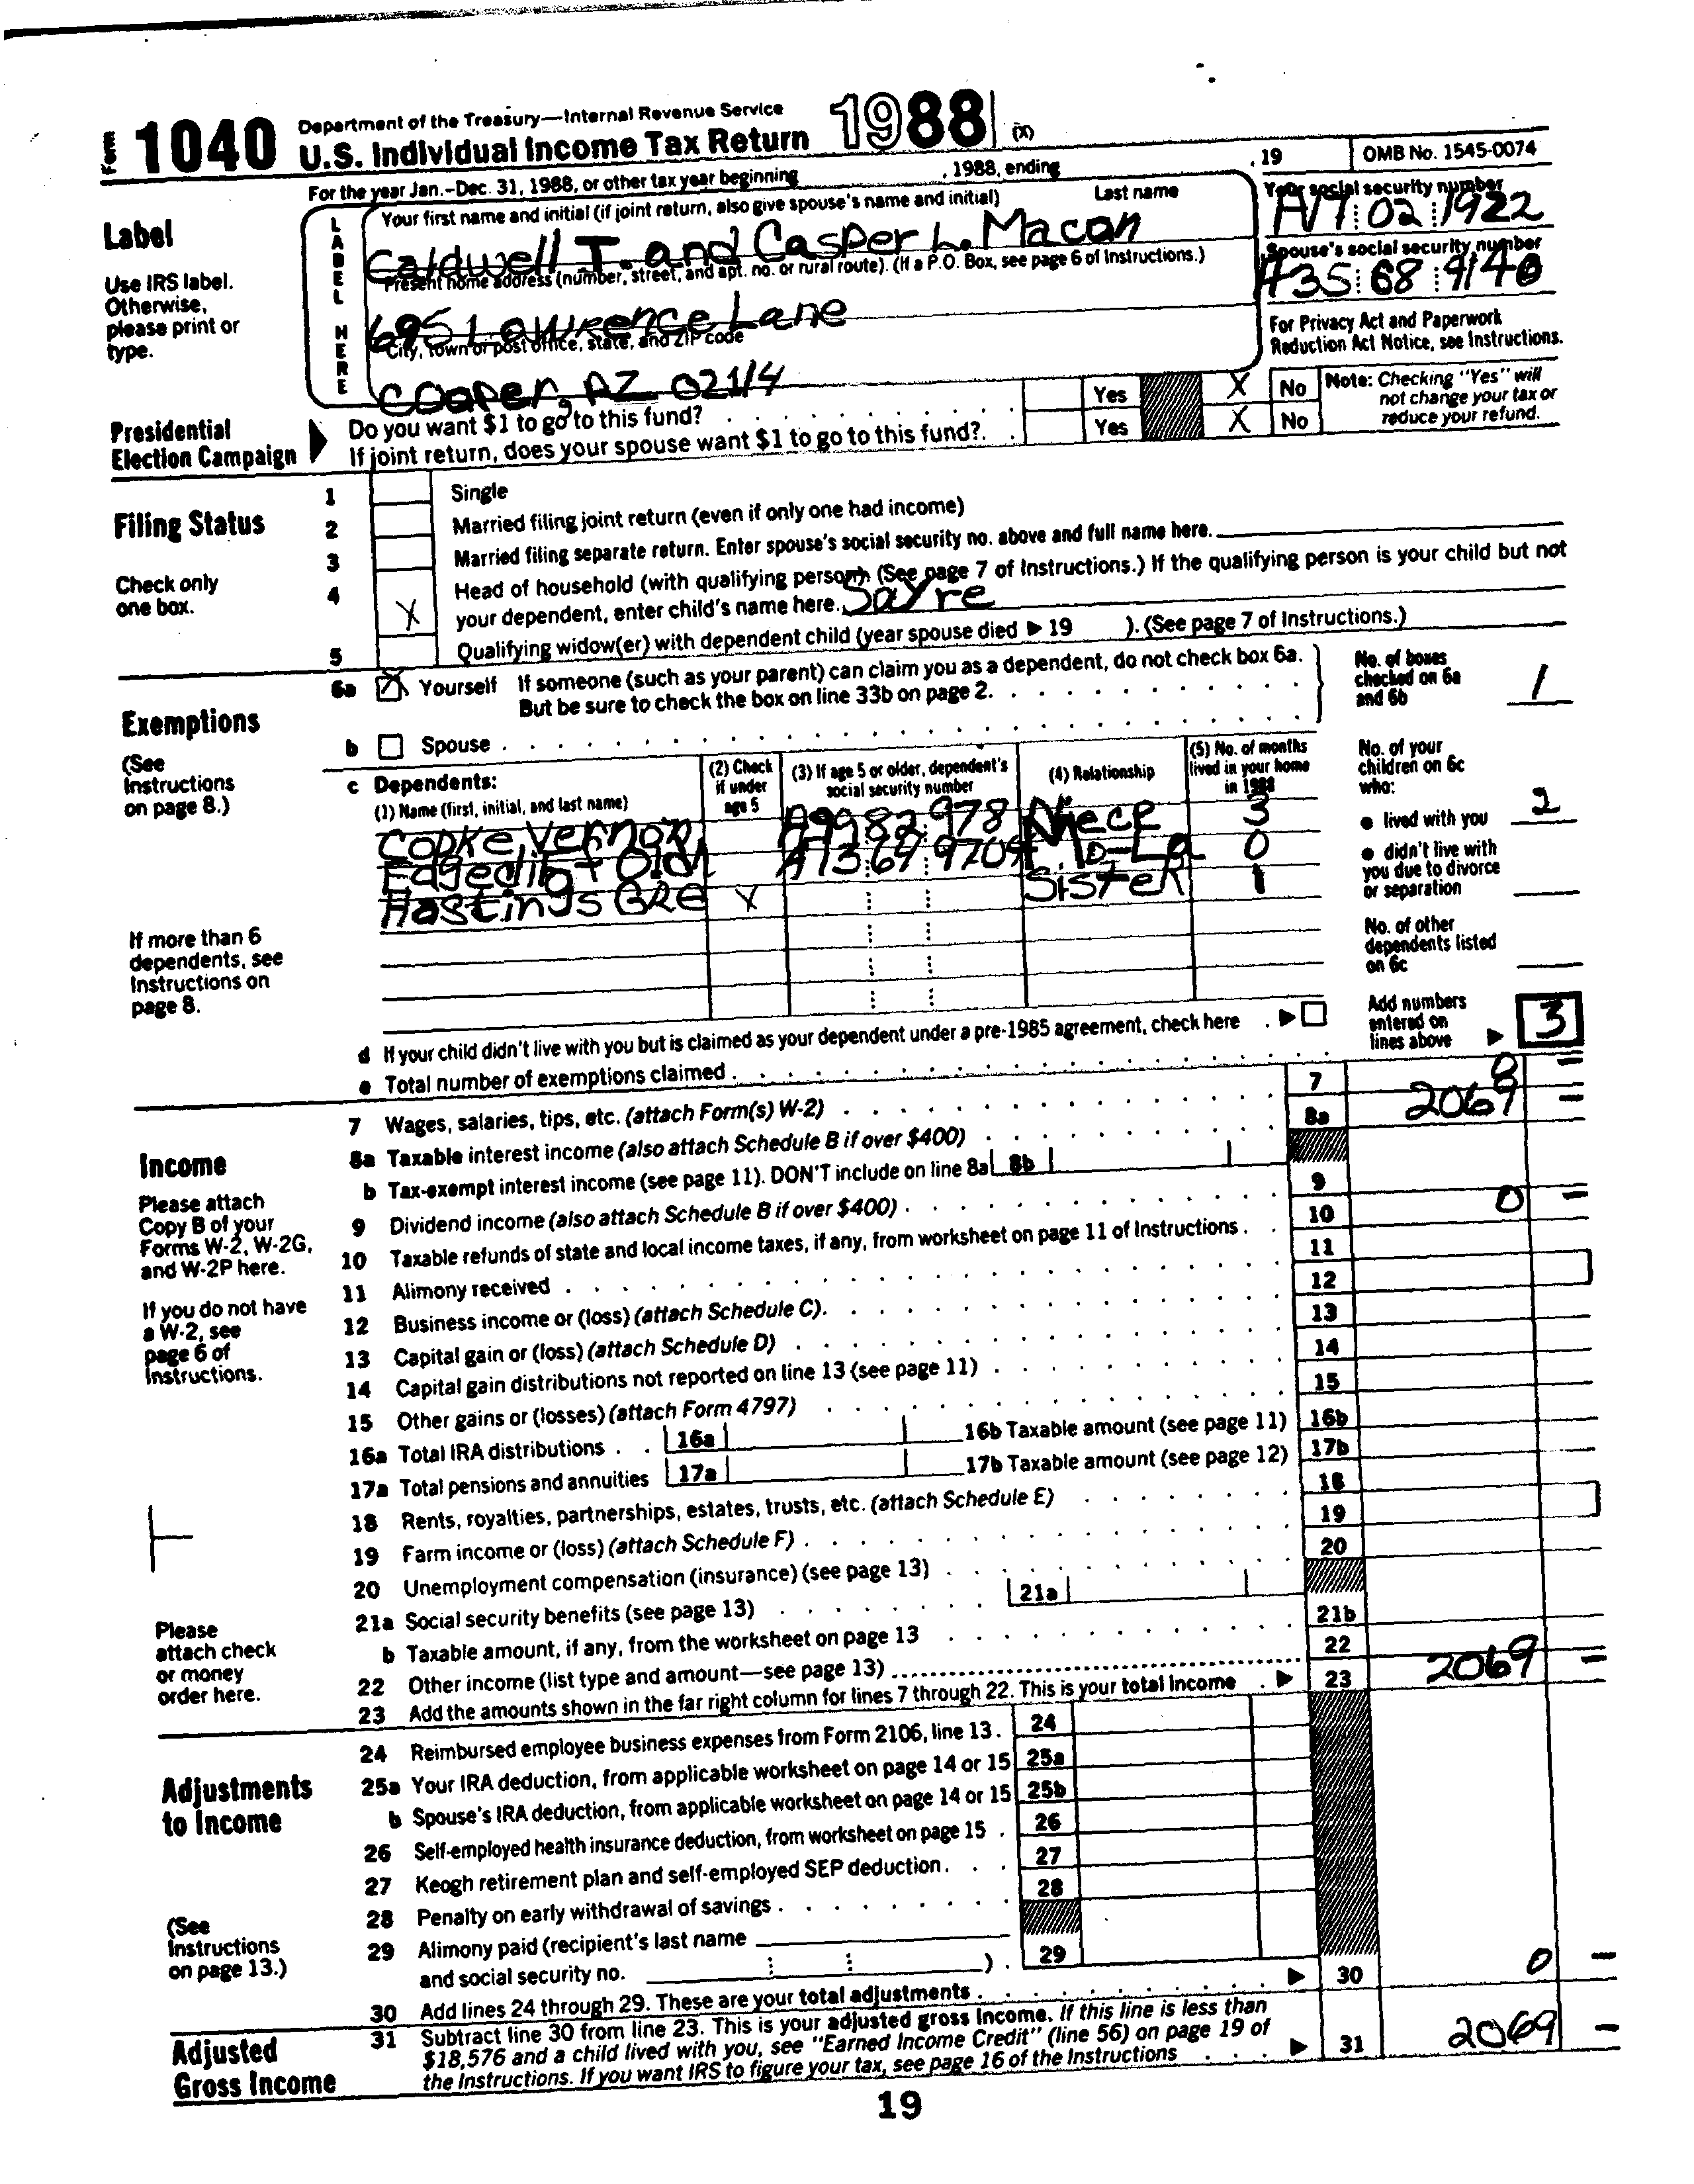 Form 1040 Department of the Treasury—Internal Revenue Service
U.S. Individual Income Tax Return 1988 (X)
For the year Jan.-Dec. 31, 1988, or other tax year beginning , 1988, ending , 19 OMB No. 1545-0074
Label
Use IRS label. Otherwise, please print or type.
LABEL HERE
Your first name and initial (if joint return, also give spouse's name and initial) Last name
Caldwell T. and Casper L. Macon
Your social security number
02 1922
Present home address (number, street, and apt. no. or rural route). (If a P.O. Box, see page 6 of Instructions.)
695 Lawrence Lane
Spouse's social security number
A35 68 9140
City, town or post office, state, and ZIP code
Cooper, AZ 02114
For Privacy Act and Paperwork Reduction Act Notice, see Instructions.
Presidential Election Campaign
Do you want $1 to go to this fund? Yes X No
If joint return, does your spouse want $1 to go to this fund? Yes X No
Note: Checking "Yes" will not change your tax or reduce your refund.
Filing Status
Check only one box.
1 Single
2 Married filing joint return (even if only one had income)
3 Married filing separate return. Enter spouse's social security no. above and full name here.
4 X Head of household (with qualifying person). (See page 7 of Instructions.) If the qualifying person is your child but not
your dependent, enter child's name here. Sayre
5 Qualifying widow(er) with dependent child (year spouse died ▶ 19 ). (See page 7 of Instructions.)
Exemptions
(See Instructions on page 8.)
6a X Yourself If someone (such as your parent) can claim you as a dependent, do not check box 6a.
But be sure to check the box on line 33b on page 2.
b Spouse
No. of boxes checked on 6a and 6b 1
c Dependents:
(1) Name (first, initial, and last name)
(2) Check if under age 5
(3) If age 5 or older, dependent's social security number
(4) Relationship
(5) No. of months lived in your home in 1988
Copke, Vernon A99 82 978 Niece 3
A13 67 9704 0
Hastings GRE X Sister 1
No. of your children on 6c who:
● lived with you 2
● didn't live with you due to divorce or separation
No. of other dependents listed on 6c
If more than 6 dependents, see Instructions on page 8.
d If your child didn't live with you but is claimed as your dependent under a pre-1985 agreement, check here ▶
e Total number of exemptions claimed
Add numbers entered on lines above ▶ 3
Income
Please attach Copy B of your Forms W-2, W-2G, and W-2P here.
If you do not have a W-2, see page 6 of Instructions.
Please attach check or money order here.
7 Wages, salaries, tips, etc. (attach Form(s) W-2) 7 0 —
8a Taxable interest income (also attach Schedule B if over $400) 8a 2069 —
b Tax-exempt interest income (see page 11). DON'T include on line 8a 8b
9 Dividend income (also attach Schedule B if over $400) 9
10 Taxable refunds of state and local income taxes, if any, from worksheet on page 11 of Instructions 10 0 —
11 Alimony received 11
12 Business income or (loss) (attach Schedule C) 12
13 Capital gain or (loss) (attach Schedule D) 13
14 Capital gain distributions not reported on line 13 (see page 11) 14
15 Other gains or (losses) (attach Form 4797) 15
16a Total IRA distributions 16a 16b Taxable amount (see page 11) 16b
17a Total pensions and annuities 17a 17b Taxable amount (see page 12) 17b
18 Rents, royalties, partnerships, estates, trusts, etc. (attach Schedule E) 18
19 Farm income or (loss) (attach Schedule F) 19
20 Unemployment compensation (insurance) (see page 13) 20
21a Social security benefits (see page 13) 21a
b Taxable amount, if any, from the worksheet on page 13 21b
22 Other income (list type and amount—see page 13) 22
23 Add the amounts shown in the far right column for lines 7 through 22. This is your total income ▶ 23 2069 —
Adjustments to Income
(See Instructions on page 13.)
24 Reimbursed employee business expenses from Form 2106, line 13 24
25a Your IRA deduction, from applicable worksheet on page 14 or 15 25a
b Spouse's IRA deduction, from applicable worksheet on page 14 or 15 25b
26 Self-employed health insurance deduction, from worksheet on page 15 26
27 Keogh retirement plan and self-employed SEP deduction 27
28 Penalty on early withdrawal of savings 28
29 Alimony paid (recipient's last name
and social security no. ) 29
30 Add lines 24 through 29. These are your total adjustments ▶ 30 0 —
Adjusted Gross Income
31 Subtract line 30 from line 23. This is your adjusted gross income. If this line is less than
$18,576 and a child lived with you, see "Earned Income Credit" (line 56) on page 19 of
the Instructions. If you want IRS to figure your tax, see page 16 of the Instructions ▶ 31 2069 —
19